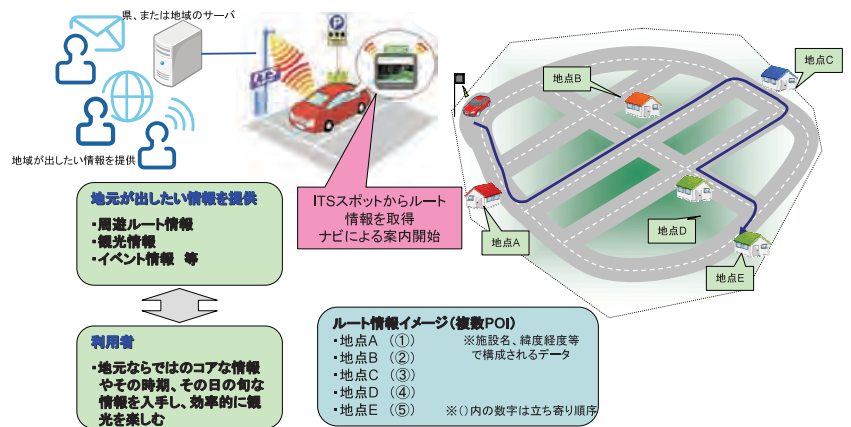 県、または地域のサーバ
地域が出したい情報を提供
地元が出したい情報を提供
・周遊ルート情報
・観光情報
・イベント情報 等
利用者
・地元ならではのコアな情報
やその時期、その日の旬な
情報を入手し、効率的に観
光を楽しむ
P
ITSスポットからルート
情報を取得
ナビによる案内開始
地点B
地点C
地点A
地点D
地点E
ルート情報イメージ(複数POI)
・地点A (①) ※施設名、緯度経度等
・地点B (②) で構成されるデータ
・地点C (③)
・地点D (④)
・地点E (⑤) ※()内の数字は立ち寄り順序